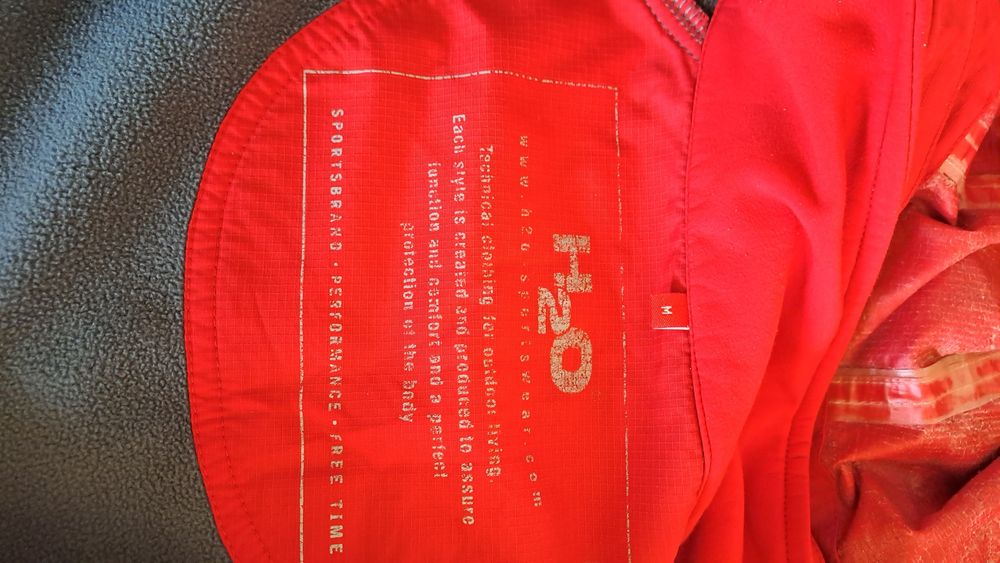 M
H2O
www.h2osportswear.com
Technical clothing for outdoor living.
Each style is created and produced to assure
function and comfort and a perfect
protection of the body
SPORTSBRAND · PERFORMANCE · FREE TIME